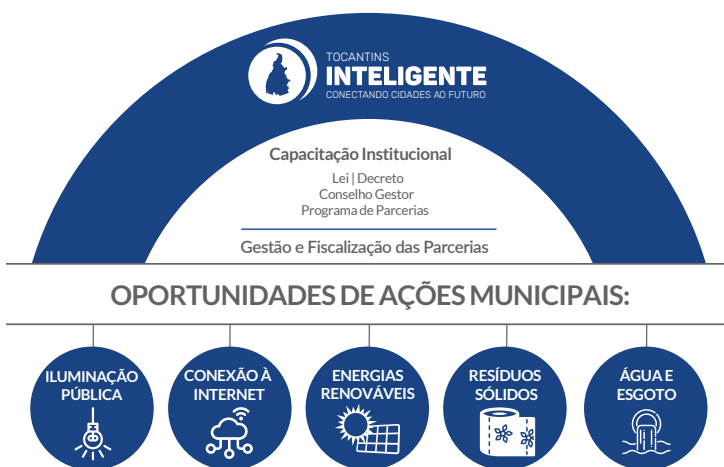 TOCANTINS
INTELIGENTE
CONECTANDO CIDADES AO FUTURO
Capacitação Institucional
Lei | Decreto
Conselho Gestor
Programa de Parcerias
Gestão e Fiscalização das Parcerias
OPORTUNIDADES DE AÇÕES MUNICIPAIS:
ILUMINAÇÃO
PÚBLICA
CONEXÃO À
INTERNET
ENERGIAS
RENOVÁVEIS
RESÍDUOS
SÓLIDOS
ÁGUA E
ESGOTO